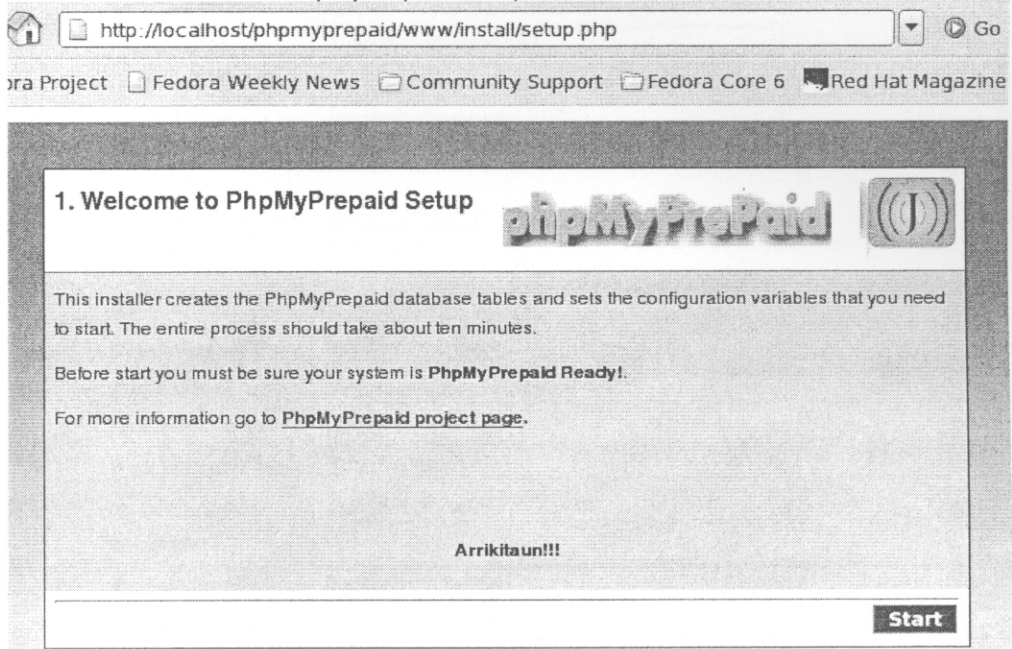 http://localhost/phpmyprepaid/www/install/setup.php Go
ora Project Fedora Weekly News Community Support Fedora Core 6 Red Hat Magazine
1. Welcome to PhpMyPrepaid Setup
phpMyPrePaid ((J))
This installer creates the PhpMyPrepaid database tables and sets the configuration variables that you need
to start. The entire process should take about ten minutes.
Before start you must be sure your system is PhpMyPrepaid Ready!.
For more information go to PhpMyPrepaid project page.
Arrikitaun!!!
Start